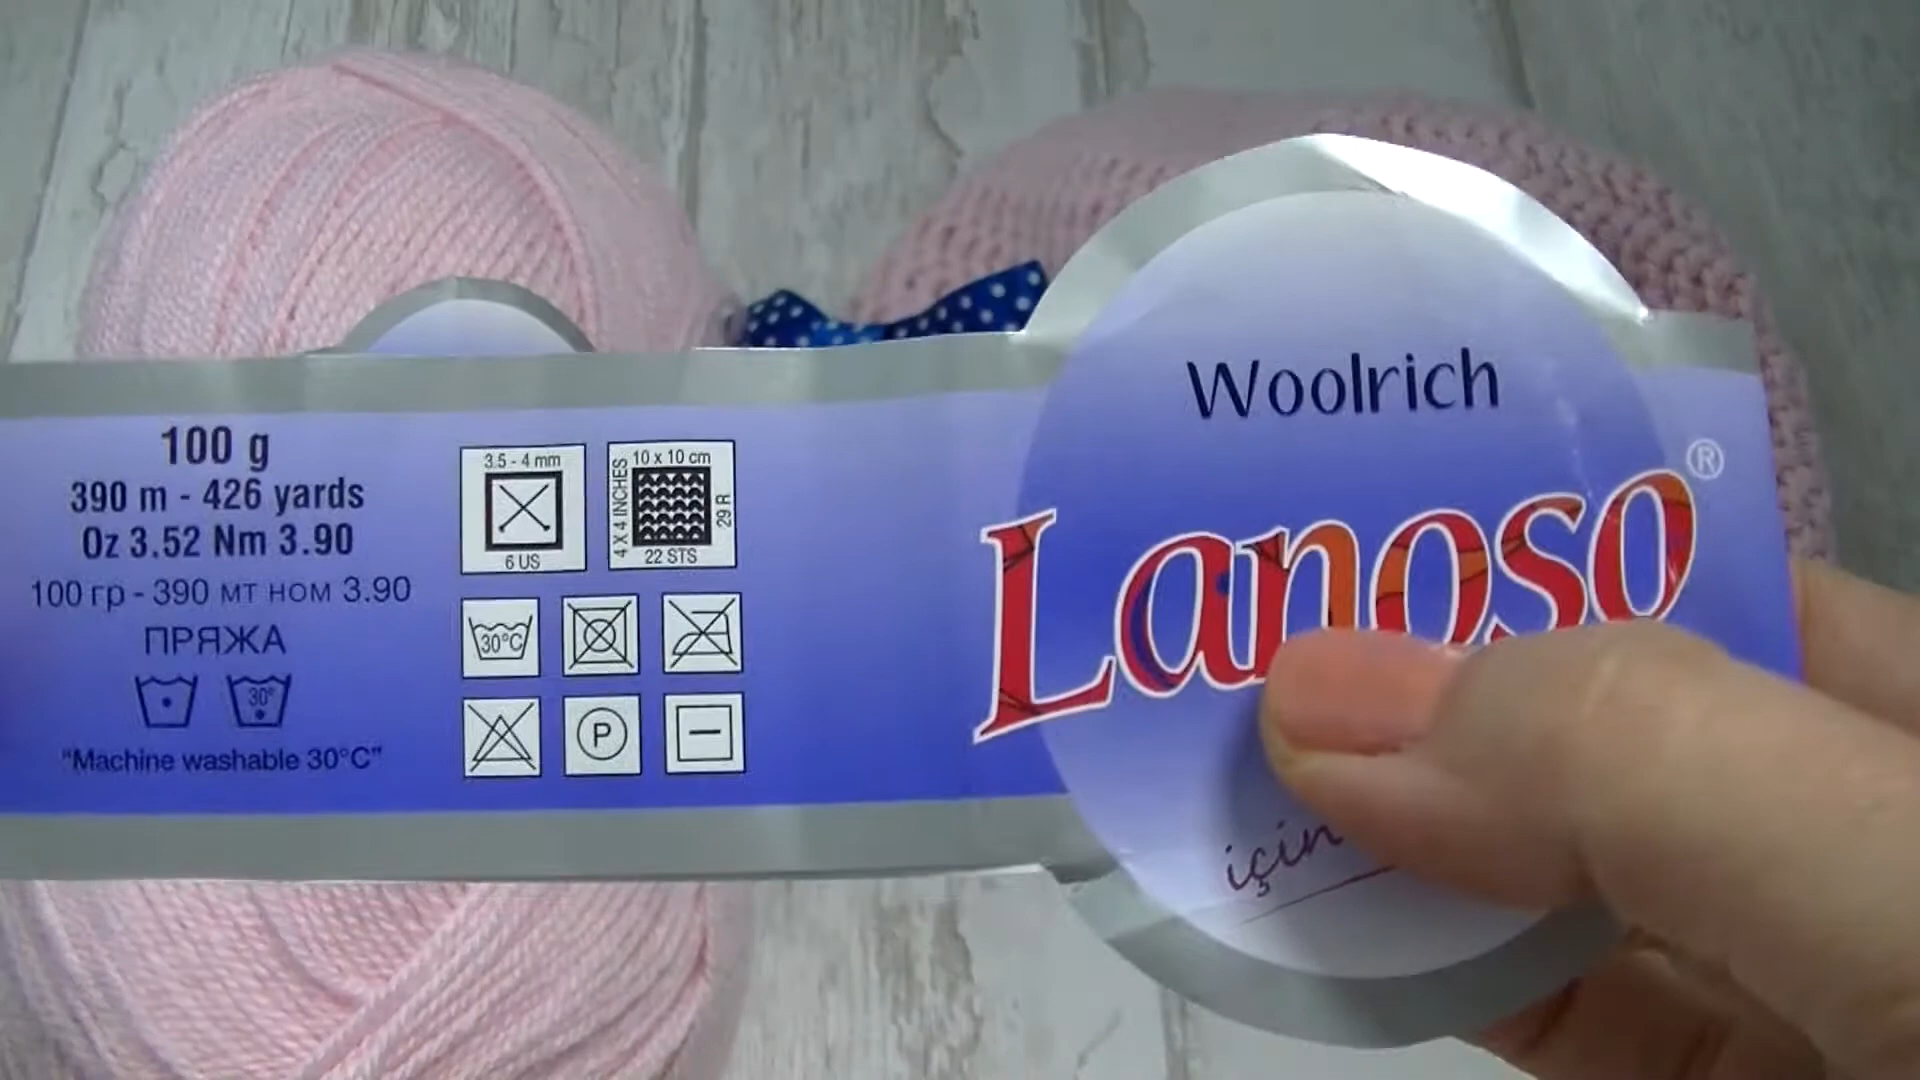 100 g
390 m - 426 yards
Oz 3.52 Nm 3.90
100 гр - 390 мт ном 3.90
ПРЯЖА
30°
"Machine washable 30°C"
3.5 - 4 mm
6 US
10 x 10 cm
4 X 4 INCHES
29 R
22 STS
30°C
P
Woolrich
Lanoso®
için